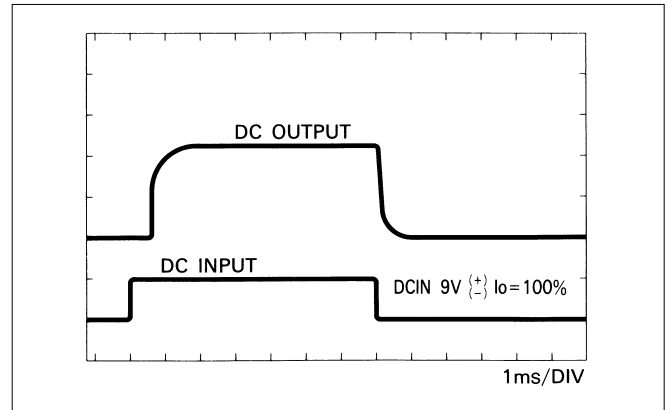 DC OUTPUT
DC INPUT
DCIN 9V (+) (−) Io=100%
1ms/DIV